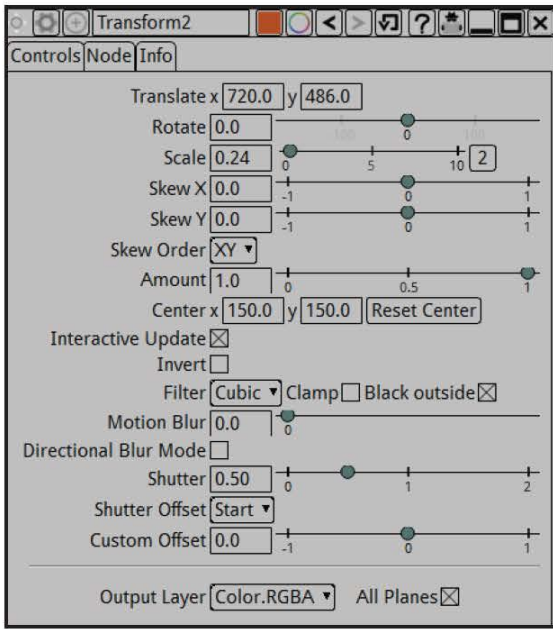 Transform2 ?
Controls Node Info
Translate x 720.0 y 486.0
Rotate 0.0
100 0 100
Scale 0.24 2
0 5 10
Skew X 0.0
-1 0 1
Skew Y 0.0
-1 0 1
Skew Order XY
Amount 1.0
0 0.5 1
Center x 150.0 y 150.0 Reset Center
Interactive Update
Invert
Filter Cubic Clamp Black outside
Motion Blur 0.0
0
Directional Blur Mode
Shutter 0.50
0 1 2
Shutter Offset Start
Custom Offset 0.0
-1 0 1
Output Layer Color.RGBA All Planes